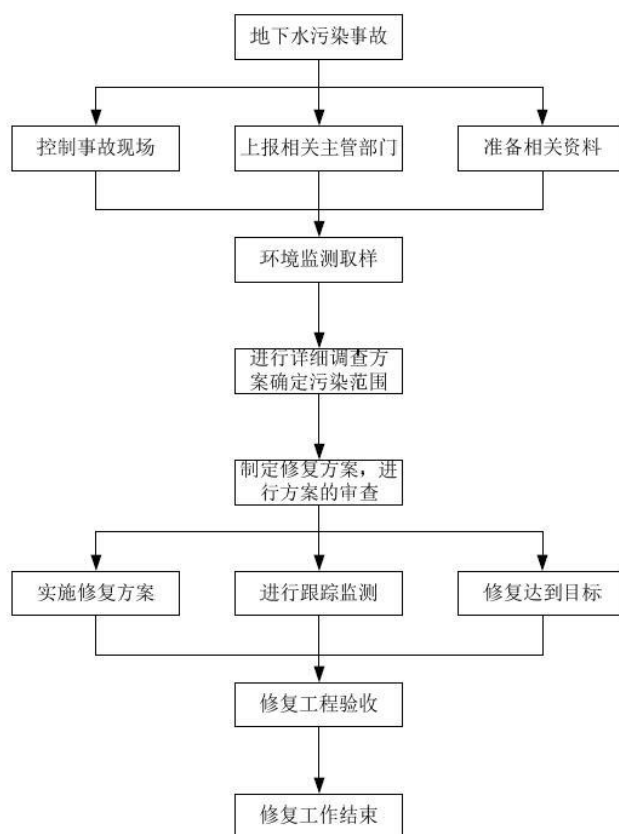 地下水污染事故
控制事故现场
上报相关主管部门
准备相关资料
环境监测取样
进行详细调查方
案确定污染范围
制定修复方案，进
行方案的审查
实施修复方案
进行跟踪监测
修复达到目标
修复工程验收
修复工作结束